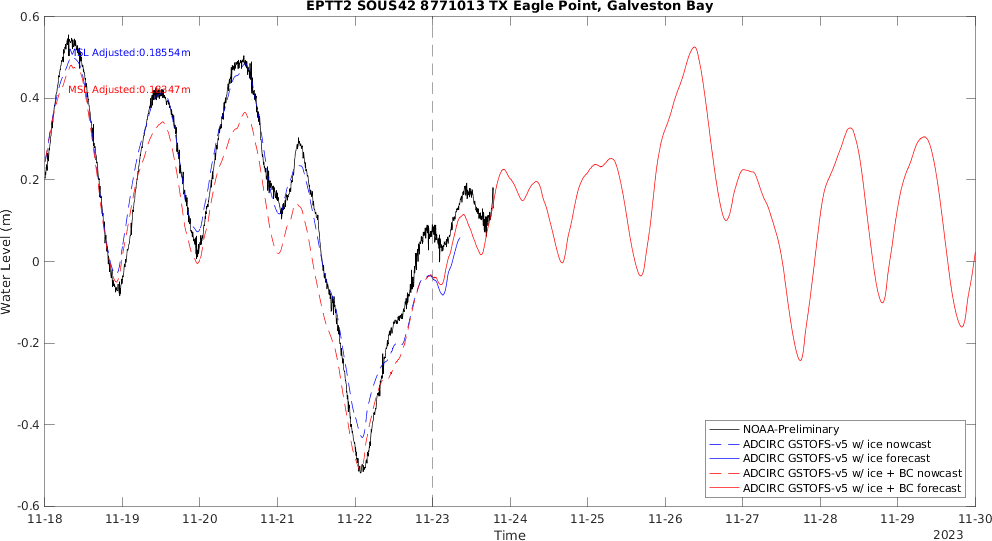 EPTT2 SOUS42 8771013 TX Eagle Point, Galveston Bay
MSL Adjusted:0.18554m
MSL Adjusted:0.18347m
0.6
0.4
0.2
0
-0.2
-0.4
-0.6
Water Level (m)
11-18
11-19
11-20
11-21
11-22
11-23
11-24
11-25
11-26
11-27
11-28
11-29
11-30
Time
2023
NOAA-Preliminary
ADCIRC GSTOFS-v5 w/ ice nowcast
ADCIRC GSTOFS-v5 w/ ice forecast
ADCIRC GSTOFS-v5 w/ ice + BC nowcast
ADCIRC GSTOFS-v5 w/ ice + BC forecast